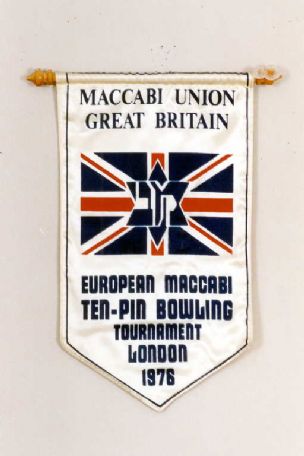 MACCABI UNION
GREAT BRITAIN
EUROPEAN MACCABI
TEN-PIN BOWLING
TOURNAMENT
LONDON
1976